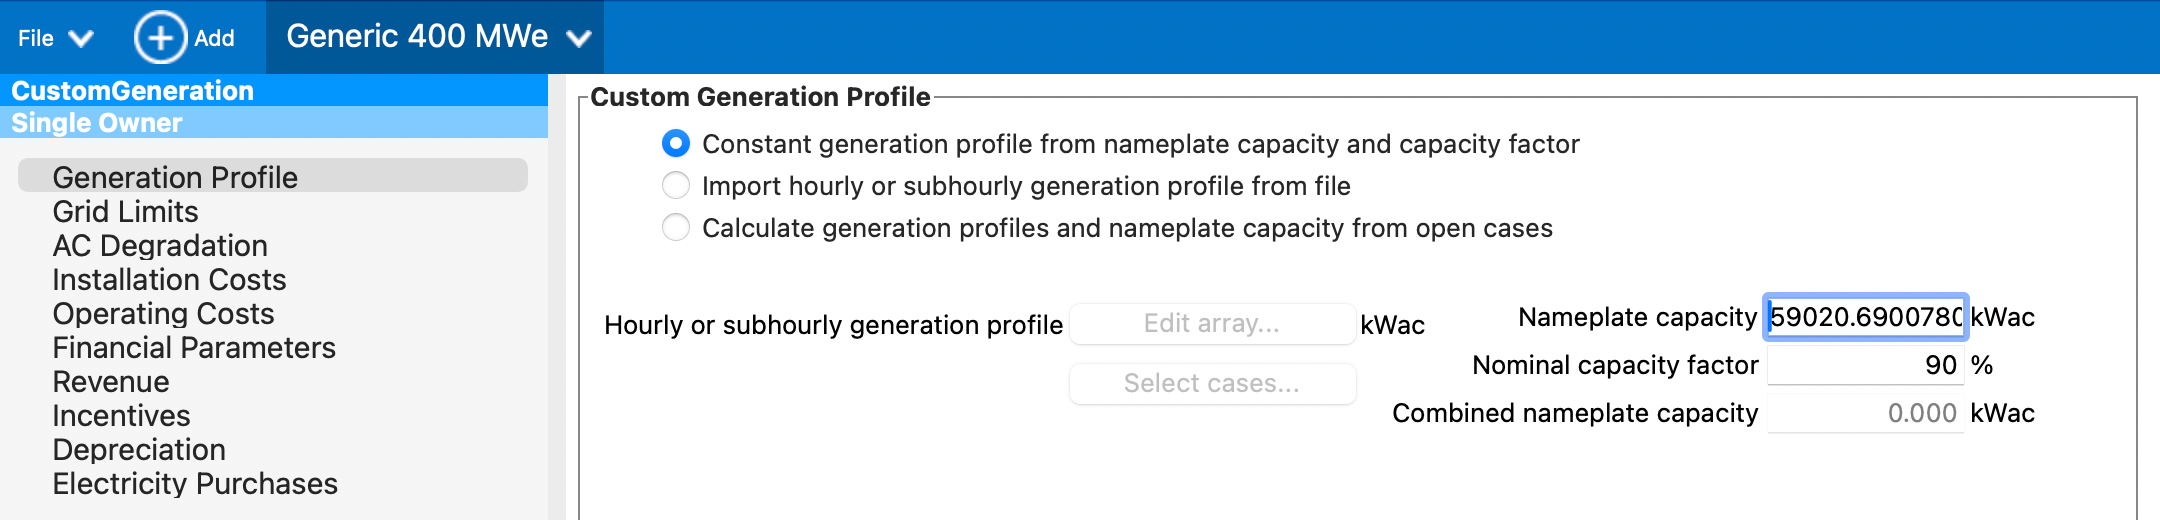 File Add Generic 400 MWe
CustomGeneration
Single Owner
Generation Profile
Grid Limits
AC Degradation
Installation Costs
Operating Costs
Financial Parameters
Revenue
Incentives
Depreciation
Electricity Purchases
Custom Generation Profile
Constant generation profile from nameplate capacity and capacity factor
Import hourly or subhourly generation profile from file
Calculate generation profiles and nameplate capacity from open cases
Hourly or subhourly generation profile Edit array... kWac
Select cases...
Nameplate capacity 59020.6900780 kWac
Nominal capacity factor 90 %
Combined nameplate capacity 0.000 kWac